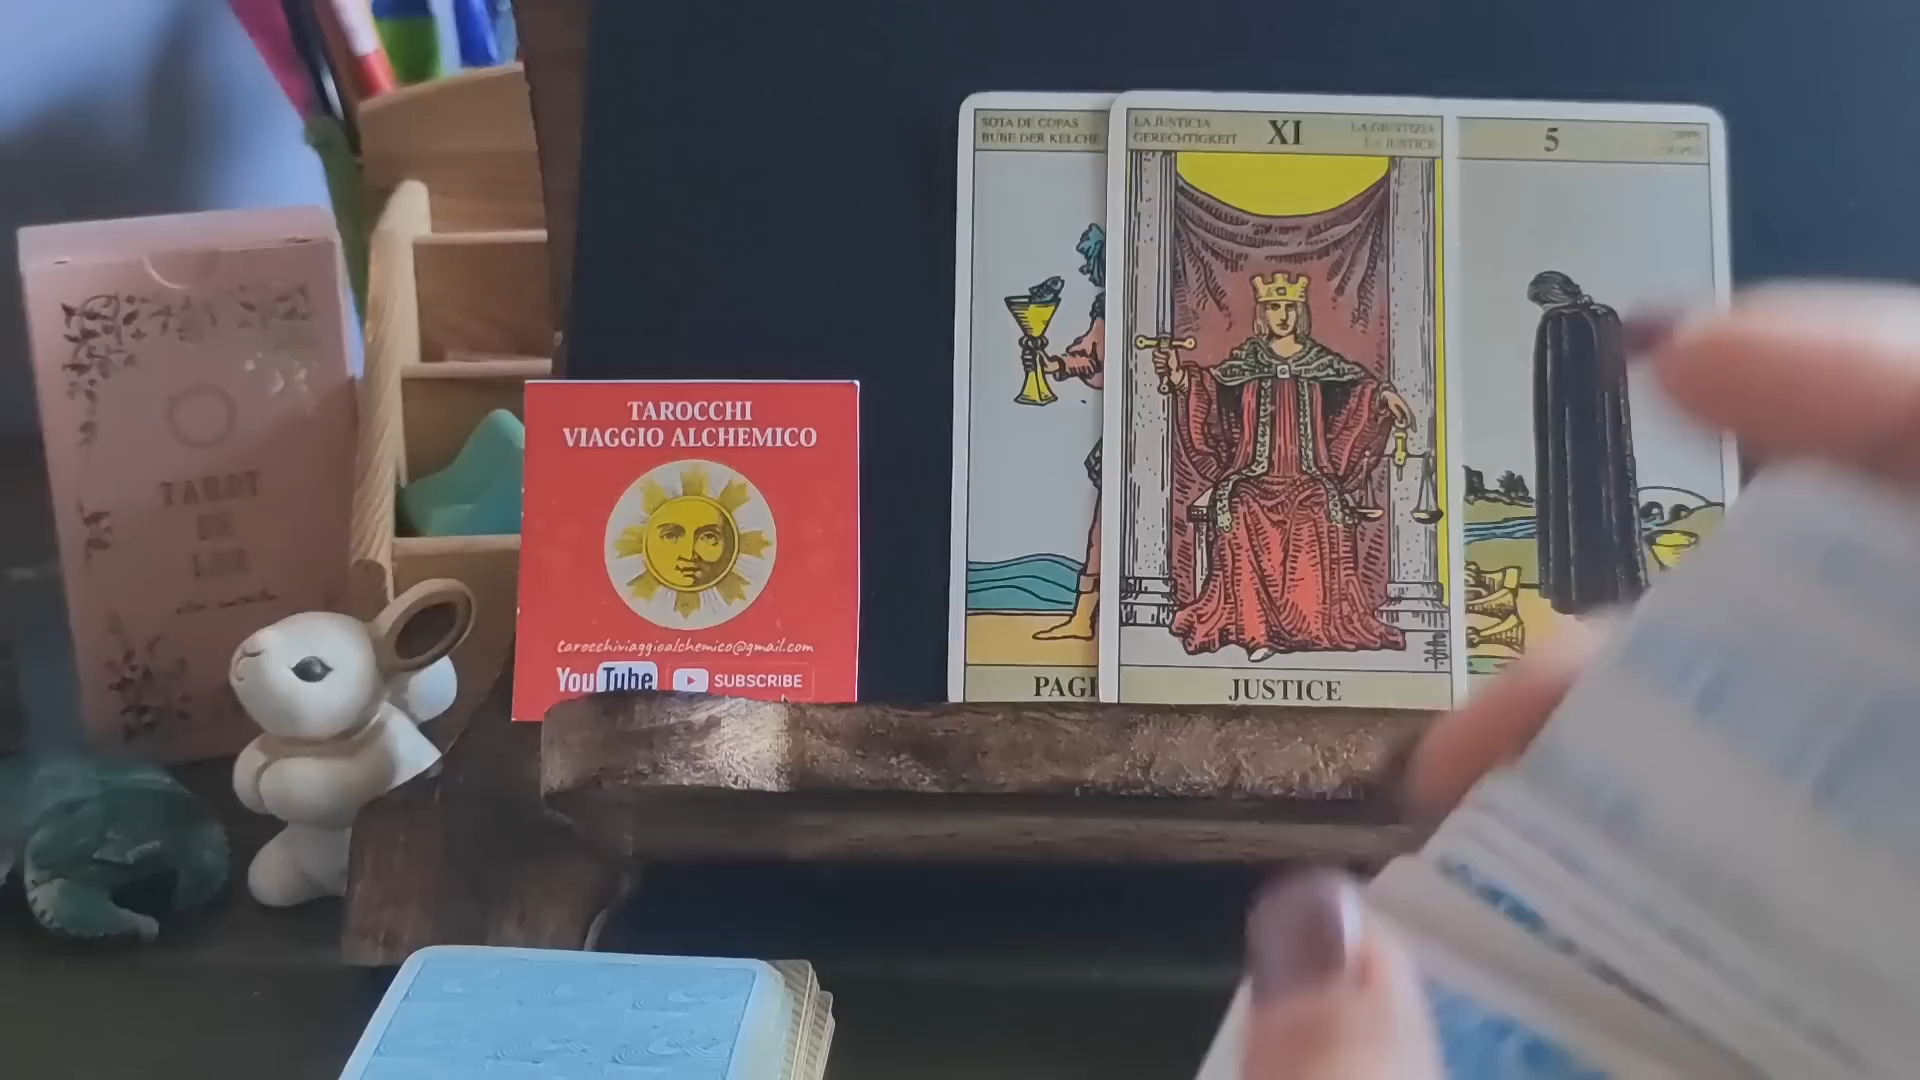 TAROT
DE
TAROCCHI
VIAGGIO ALCHEMICO
tarocchiviaggioalchemico@gmail.com
YouTube SUBSCRIBE
SOTA DE COPAS
BUBE DER KELCHE
PAGE
LA JUSTICIA
GERECHTIGKEIT
XI
LA GIUSTIZIA
LA JUSTICE
JUSTICE
5